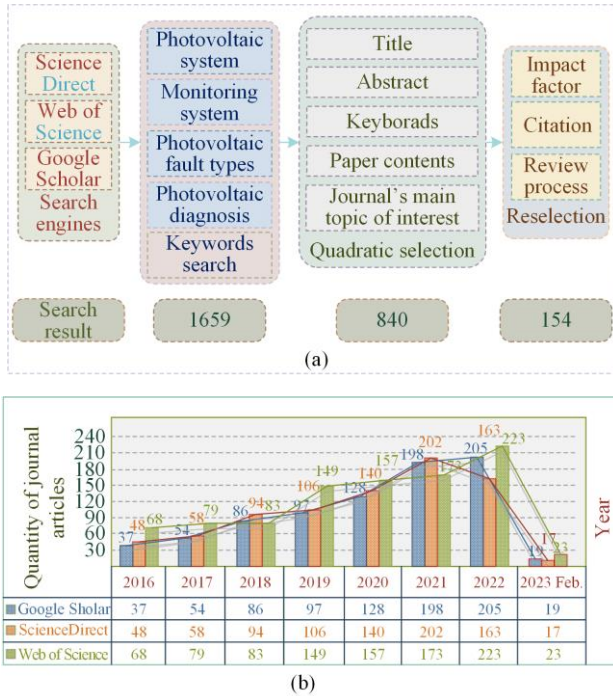 Science
Direct
Web of
Science
Google
Scholar
Search
engines
Photovoltaic
system
Monitoring
system
Photovoltaic
fault types
Photovoltaic
diagnosis
Keywords
search
Title
Abstract
Keyborads
Paper contents
Journal's main
topic of interest
Quadratic selection
Impact
factor
Citation
Review
process
Reselection
Search
result
1659
840
154
(a)
Quantity of journal
articles
240
210
180
150
120
90
60
30
37
48
68
54
58
79
86
94
83
97
106
149
128
140
157
198
202
173
205
163
223
19
17
23
Year
2016 2017 2018 2019 2020 2021 2022 2023 Feb.
Google Sholar 37 54 86 97 128 198 205 19
ScienceDirect 48 58 94 106 140 202 163 17
Web of Science 68 79 83 149 157 173 223 23
(b)